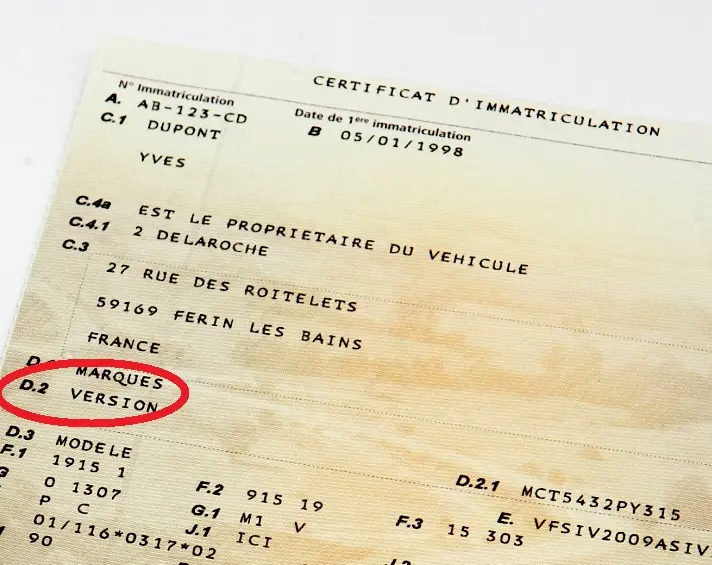 CERTIFICAT D'IMMATRICULATION
N° Immatriculation
Date de 1ère immatriculation
A. AB-123-CD
B 05/01/1998
C.1 DUPONT
YVES
C.4a EST LE PROPRIETAIRE DU VEHICULE
C.4.1 2 DELAROCHE
C.3
27 RUE DES ROITELETS
59169 FERIN LES BAINS
FRANCE
MARQUES
D.2 VERSION
D.2.1 MCT5432PY315
D.3 MODELE
E. VFSIV2009ASIV
F.1 1915 1
F.2 915 19
F.3 15 303
G 0 1307
G.1 M1 V
P C
J.1 ICI
01/116*0317*02
90